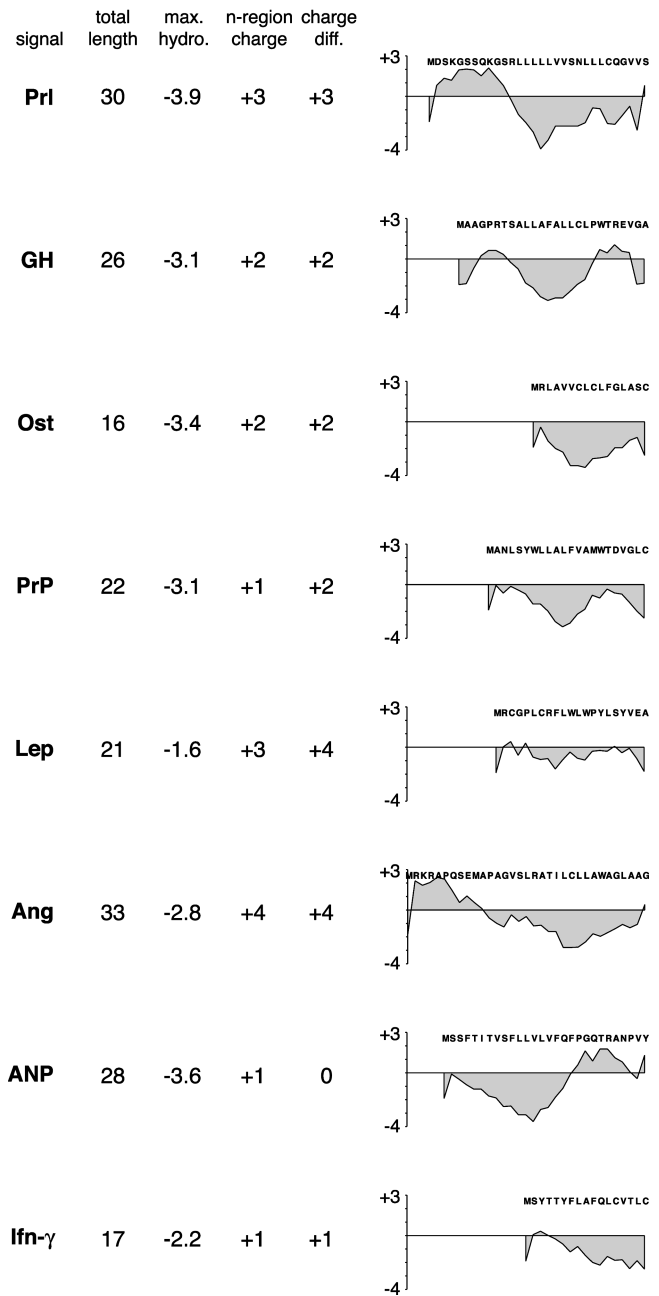 signal total length max. hydro. n-region charge charge diff.
+3
MDSKGSSQKGSRLLLLLVVSNLLLCQGVVS
Prl 30 -3.9 +3 +3
-4
+3
MAAGPRTSALLAFALLCLPWTREVGA
GH 26 -3.1 +2 +2
-4
+3
MRLAVVCLCLFGLASC
Ost 16 -3.4 +2 +2
-4
+3
MANLSYWLLALFVAMWTDVGLC
PrP 22 -3.1 +1 +2
-4
+3
MRCGPLCRFLWLWPYLSYVEA
Lep 21 -1.6 +3 +4
-4
+3
MRKRAPQSEMAPAGVSLRATILCLLAWAGLAAG
Ang 33 -2.8 +4 +4
-4
+3
MSSFTITVSFLLVLVFQFPGQTRANPVY
ANP 28 -3.6 +1 0
-4
+3
MSYTTYFLAFQLCVTLC
Ifn-γ 17 -2.2 +1 +1
-4